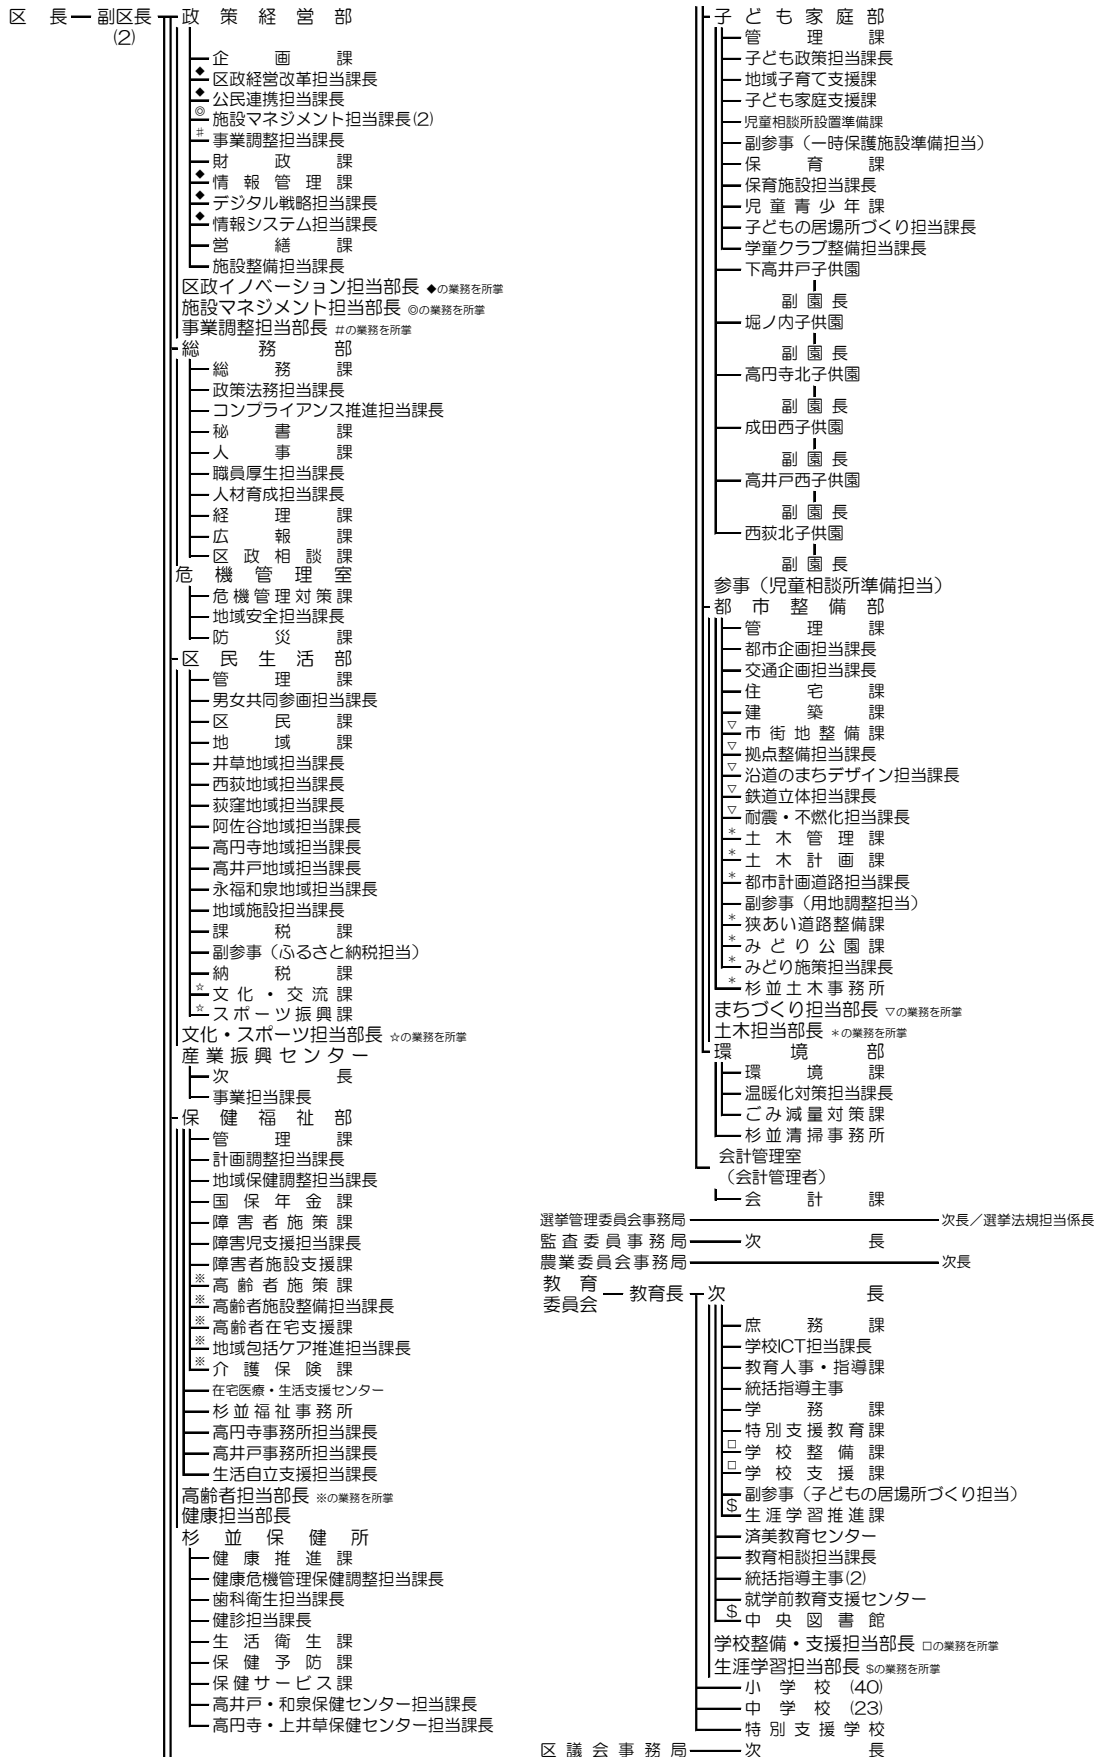 区長 副区長 政策経営部
(2)
企画課
◆ 区政経営改革担当課長
◆ 公民連携担当課長
◎ 施設マネジメント担当課長(2)
# 事業調整担当課長
財政課
◆ 情報管理課
◆ デジタル戦略担当課長
◆ 情報システム担当課長
営繕課
施設整備担当課長
区政イノベーション担当部長 ◆の業務を所掌
施設マネジメント担当部長 ◎の業務を所掌
事業調整担当部長 #の業務を所掌
総務部
総務課
政策法務担当課長
コンプライアンス推進担当課長
秘書課
人事課
職員厚生担当課長
人材育成担当課長
経理課
広報課
区政相談課
危機管理室
危機管理対策課
地域安全担当課長
防災課
区民生活部
管理課
男女共同参画担当課長
区民課
地域課
井草地域担当課長
西荻地域担当課長
荻窪地域担当課長
阿佐谷地域担当課長
高円寺地域担当課長
高井戸地域担当課長
永福和泉地域担当課長
地域施設担当課長
課税課
副参事（ふるさと納税担当）
納税課
☆ 文化・交流課
☆ スポーツ振興課
文化・スポーツ担当部長 ☆の業務を所掌
産業振興センター
次長
事業担当課長
保健福祉部
管理課
計画調整担当課長
地域保健調整担当課長
国保年金課
障害者施策課
障害児支援担当課長
障害者施設支援課
※ 高齢者施策課
※ 高齢者施設整備担当課長
※ 高齢者在宅支援課
※ 地域包括ケア推進担当課長
※ 介護保険課
在宅医療・生活支援センター
杉並福祉事務所
高円寺事務所担当課長
高井戸事務所担当課長
生活自立支援担当課長
高齢者担当部長 ※の業務を所掌
健康担当部長
杉並保健所
健康推進課
健康危機管理保健調整担当課長
歯科衛生担当課長
健診担当課長
生活衛生課
保健予防課
保健サービス課
高井戸・和泉保健センター担当課長
高円寺・上井草保健センター担当課長
子ども家庭部
管理課
子ども政策担当課長
地域子育て支援課
子ども家庭支援課
児童相談所設置準備課
副参事（一時保護施設準備担当）
保育課
保育施設担当課長
児童青少年課
子どもの居場所づくり担当課長
学童クラブ整備担当課長
下高井戸子供園
副園長
堀ノ内子供園
副園長
高円寺北子供園
副園長
成田西子供園
副園長
高井戸西子供園
副園長
西荻北子供園
副園長
参事（児童相談所準備担当）
都市整備部
管理課
都市企画担当課長
交通企画担当課長
住宅課
建築課
▽ 市街地整備課
▽ 拠点整備担当課長
▽ 沿道のまちデザイン担当課長
▽ 鉄道立体担当課長
▽ 耐震・不燃化担当課長
＊ 土木管理課
＊ 土木計画課
＊ 都市計画道路担当課長
副参事（用地調整担当）
＊ 狭あい道路整備課
＊ みどり公園課
＊ みどり施策担当課長
＊ 杉並土木事務所
まちづくり担当部長 ▽の業務を所掌
土木担当部長 ＊の業務を所掌
環境部
環境課
温暖化対策担当課長
ごみ減量対策課
杉並清掃事務所
会計管理室
（会計管理者）
会計課
選挙管理委員会事務局 次長／選挙法規担当係長
監査委員事務局 次長
農業委員会事務局 次長
教育委員会 教育長 次長
庶務課
学校ICT担当課長
教育人事・指導課
統括指導主事
学務課
特別支援教育課
□ 学校整備課
□ 学校支援課
副参事（子どもの居場所づくり担当）
$ 生涯学習推進課
済美教育センター
教育相談担当課長
統括指導主事(2)
就学前教育支援センター
$ 中央図書館
学校整備・支援担当部長 □の業務を所掌
生涯学習担当部長 $の業務を所掌
小学校 (40)
中学校 (23)
特別支援学校
区議会事務局 次長